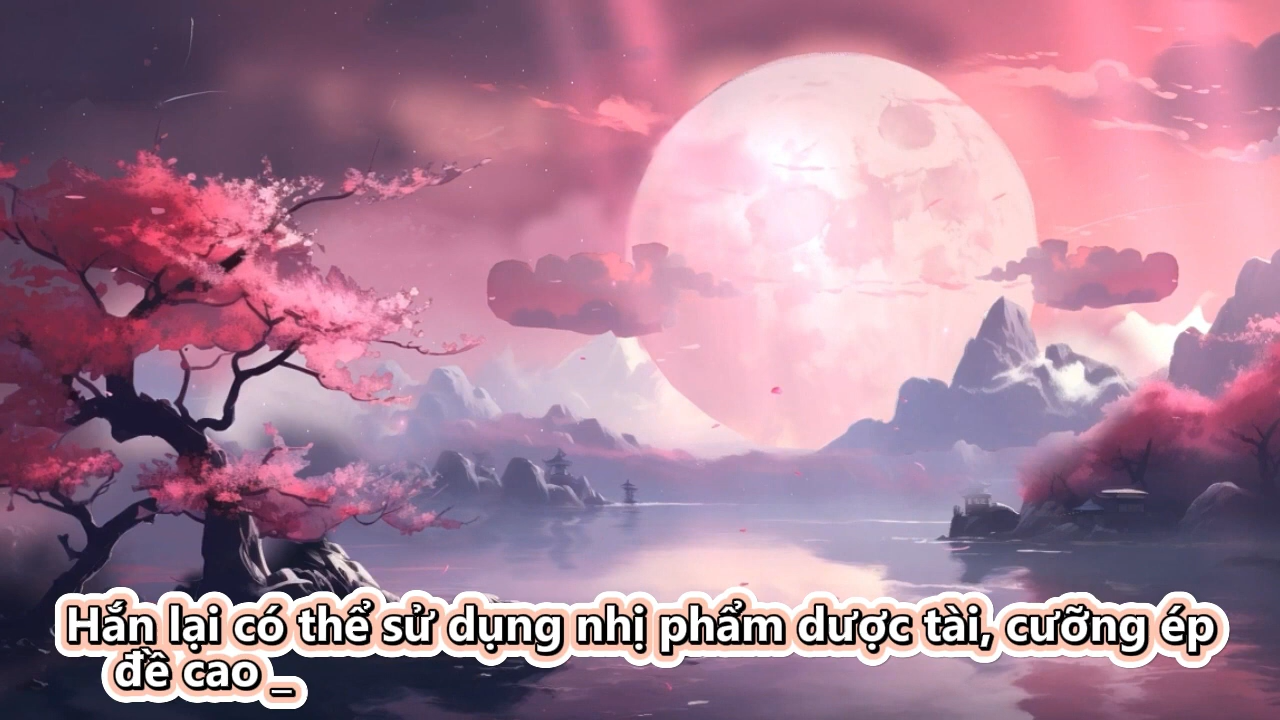 Hắn lại có thể sử dụng nhị phẩm dược tài, cưỡng ép
đề cao _